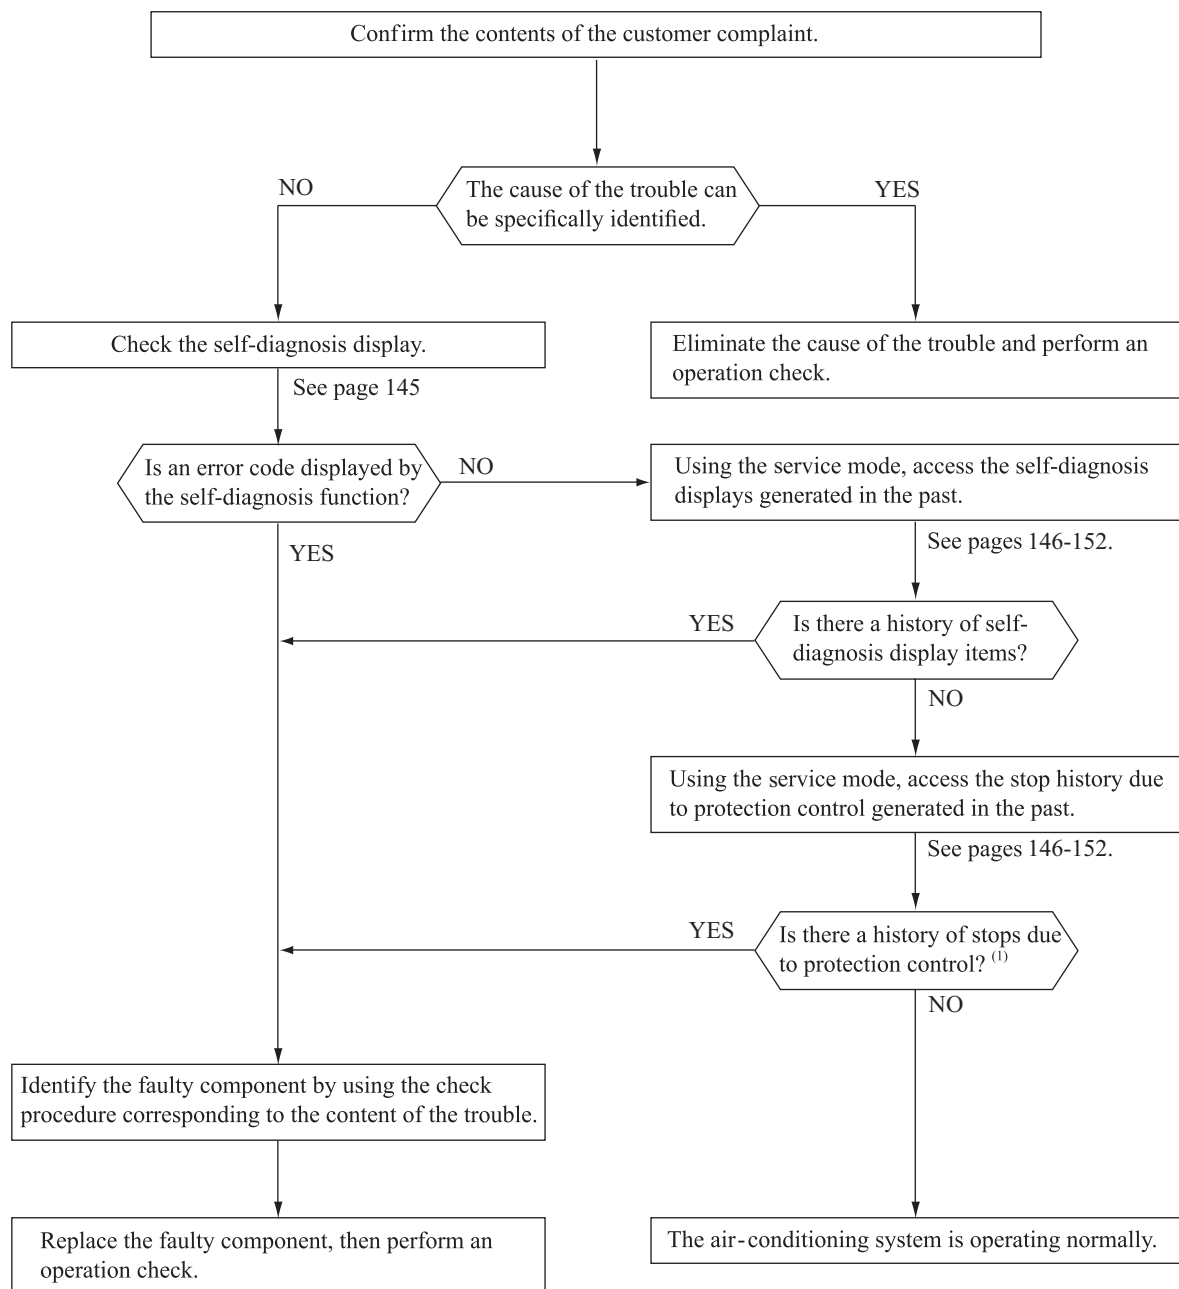 Confirm the contents of the customer complaint.
The cause of the trouble can
be specifically identified.
NO
YES
Check the self-diagnosis display.
See page 145
Eliminate the cause of the trouble and perform an
operation check.
Is an error code displayed by
the self-diagnosis function?
NO
YES
Using the service mode, access the self-diagnosis
displays generated in the past.
See pages 146-152.
Is there a history of self-
diagnosis display items?
YES
NO
Using the service mode, access the stop history due
to protection control generated in the past.
See pages 146-152.
Is there a history of stops due
to protection control? (1)
YES
NO
Identify the faulty component by using the check
procedure corresponding to the content of the trouble.
Replace the faulty component, then perform an
operation check.
The air-conditioning system is operating normally.